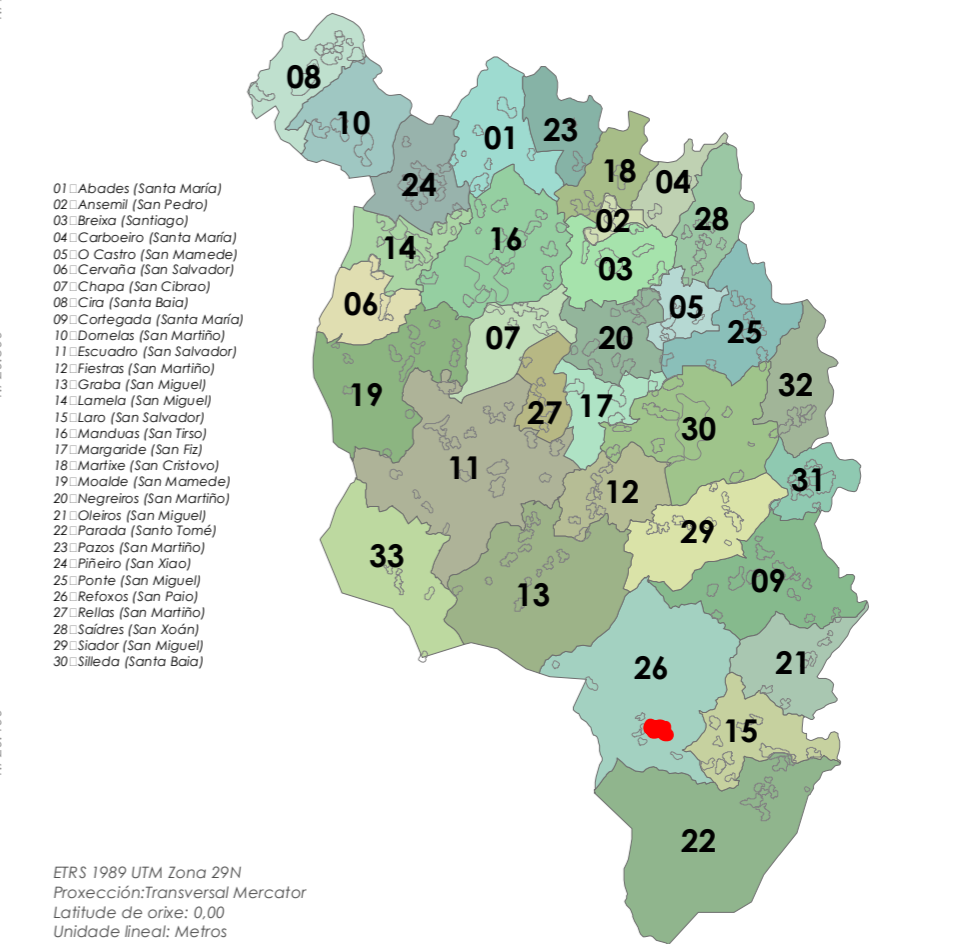 08
10
01
23
24
18
04
02
28
14
16
03
06
05
07
20
25
19
27
17
32
30
11
12
31
29
33
13
09
26
21
15
22
01□Abades (Santa María)
02□Ansemil (San Pedro)
03□Breixa (Santiago)
04□Carboeiro (Santa María)
05□O Castro (San Mamede)
06□Cervaña (San Salvador)
07□Chapa (San Cibrao)
08□Cira (Santa Baia)
09□Cortegada (Santa María)
10□Dornelas (San Martiño)
11□Escuadro (San Salvador)
12□Fiestras (San Martiño)
13□Graba (San Miguel)
14□Lamela (San Miguel)
15□Laro (San Salvador)
16□Manduas (San Tirso)
17□Margaride (San Fiz)
18□Martixe (San Cristovo)
19□Moalde (San Mamede)
20□Negreiros (San Martiño)
21□Oleiros (San Miguel)
22□Parada (Santo Tomé)
23□Pazos (San Martiño)
24□Piñeiro (San Xiao)
25□Ponte (San Miguel)
26□Refoxos (San Paio)
27□Rellas (San Martiño)
28□Saídres (San Xoán)
29□Siador (San Miguel)
30□Silleda (Santa Baia)
ETRS 1989 UTM Zona 29N
Proxección:Transversal Mercator
Latitude de orixe: 0,00
Unidade lineal: Metros